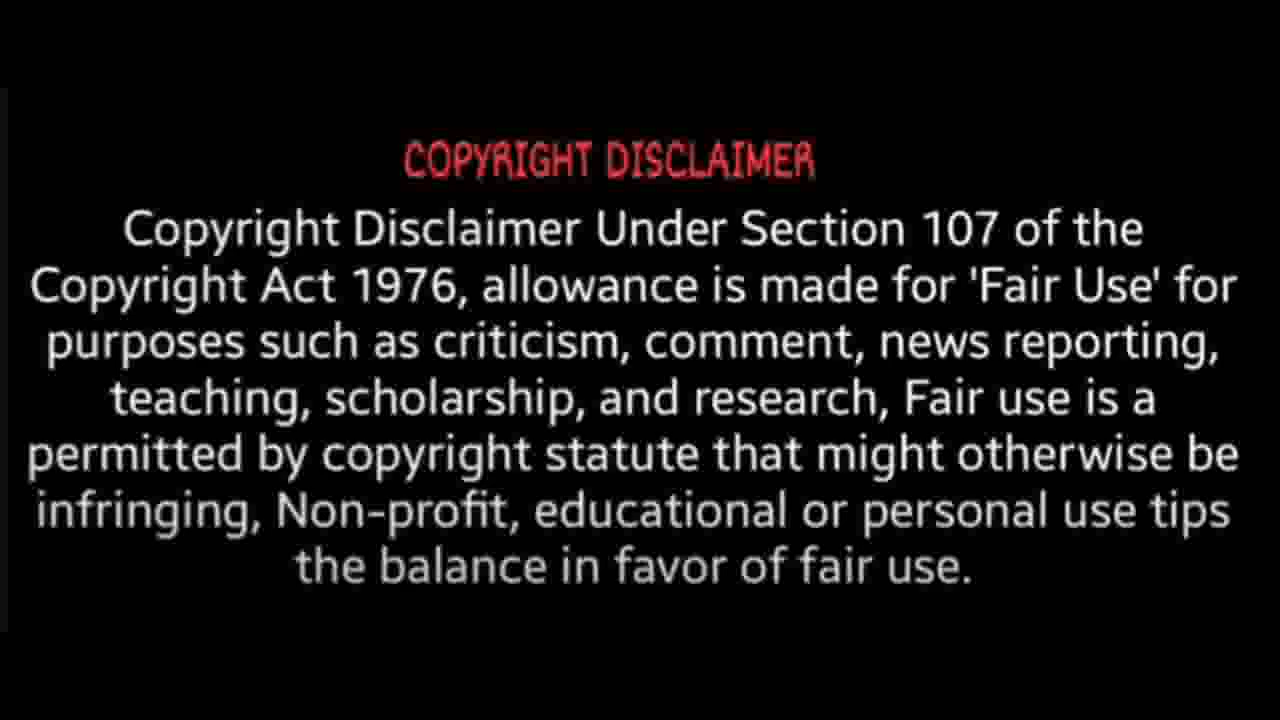 COPYRIGHT DISCLAIMER
Copyright Disclaimer Under Section 107 of the
Copyright Act 1976, allowance is made for 'Fair Use' for
purposes such as criticism, comment, news reporting,
teaching, scholarship, and research, Fair use is a
permitted by copyright statute that might otherwise be
infringing, Non-profit, educational or personal use tips
the balance in favor of fair use.